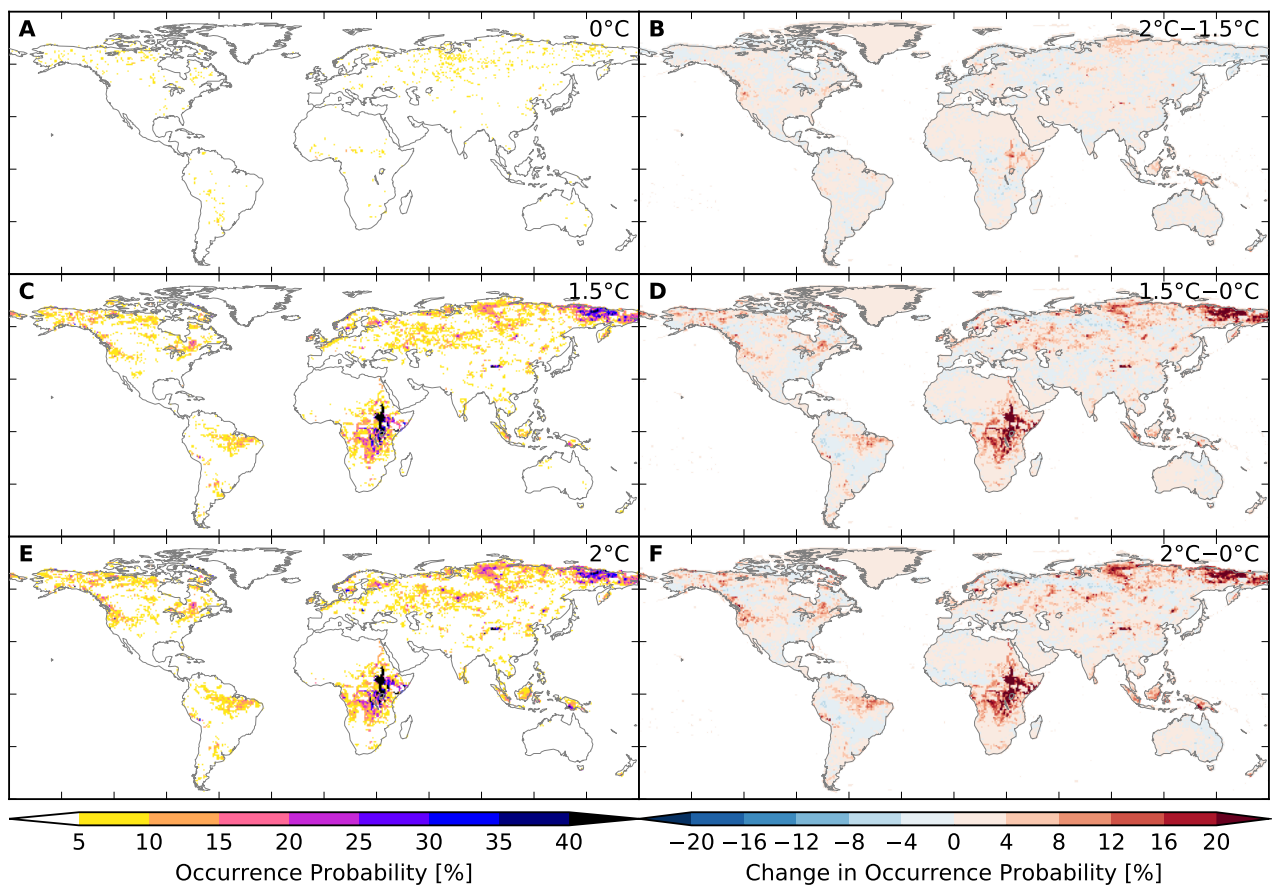 A 0°C
B 2°C−1.5°C
C 1.5°C
D 1.5°C−0°C
E 2°C
F 2°C−0°C
5 10 15 20 25 30 35 40
Occurrence Probability [%]
−20 −16 −12 −8 −4 0 4 8 12 16 20
Change in Occurrence Probability [%]